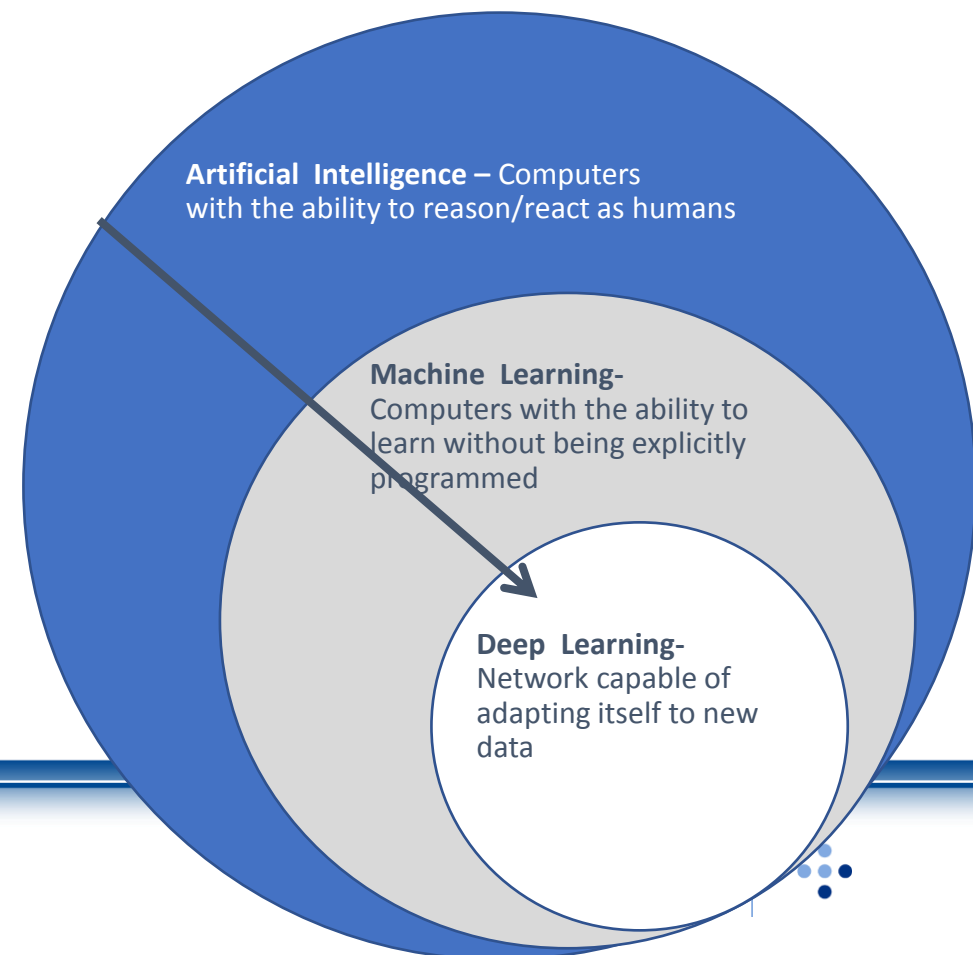 Artificial Intelligence – Computers
with the ability to reason/react as humans
Machine Learning-
Computers with the ability to
learn without being explicitly
programmed
Deep Learning-
Network capable of
adapting itself to new
data